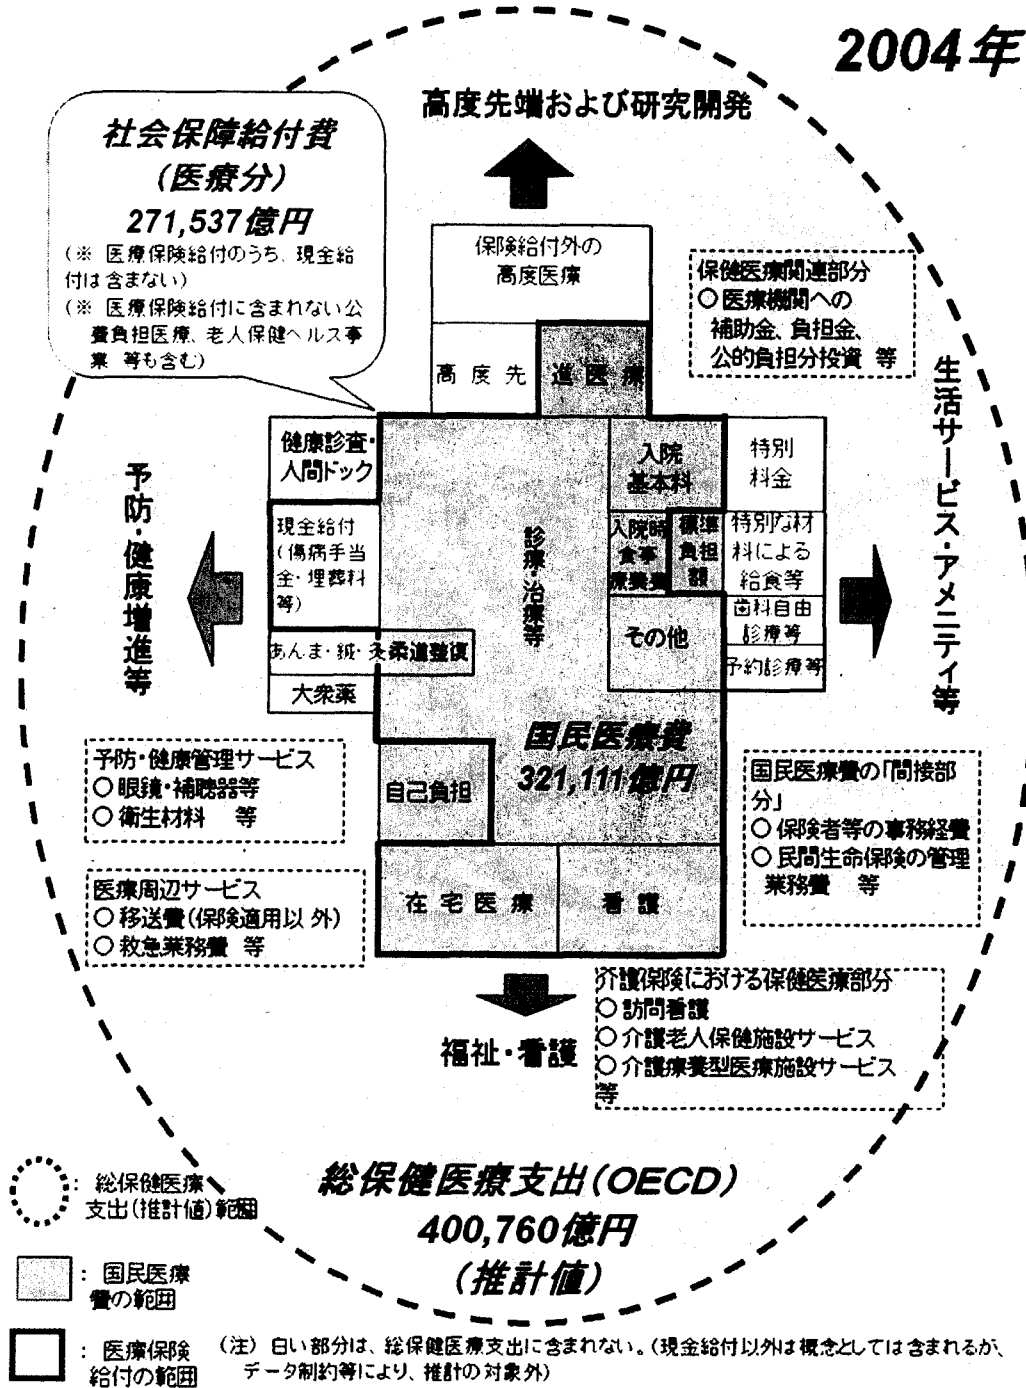 2004年
高度先端および研究開発
社会保障給付費
(医療分)
271,537億円
(※ 医療保険給付のうち、現金給
付は含まない)
(※ 医療保険給付に含まれない公
費負担医療、老人保健ヘルス事
業 等も含む)
保険給付外の
高度医療
高度先進医療
保健医療関連部分
○医療機関への
補助金、負担金、
公的負担分投資 等
生活サービス・アメニティ等
予防・健康増進等
健康診査・
人間ドック
現金給付
(傷病手当
金・埋葬料
等)
あんま・鍼・灸柔道整復
大衆薬
診療・治療等
入院
基本料
特別
料金
入院時
食事
療養費
標準
負担
額
特別な材
料による
給食等
その他
歯科自由
診療等
予約診療等
国民医療費
321,111億円
自己負担
在宅医療
看護
予防・健康管理サービス
○眼鏡・補聴器等
○衛生材料 等
医療周辺サービス
○移送費(保険適用以外)
○救急業務費 等
国民医療費の「間接部
分」
○保険者等の事務経費
○民間生命保険の管理
業務費 等
福祉・看護
介護保険における保健医療部分
○訪問看護
○介護老人保健施設サービス
○介護療養型医療施設サービス
等
総保健医療支出(OECD)
400,760億円
(推計値)
: 総保健医療
支出(推計値)範囲
: 国民医療
費の範囲
: 医療保険
給付の範囲
(注) 白い部分は、総保健医療支出に含まれない。(現金給付以外は概念としては含まれるが、
データ制約等により、推計の対象外)